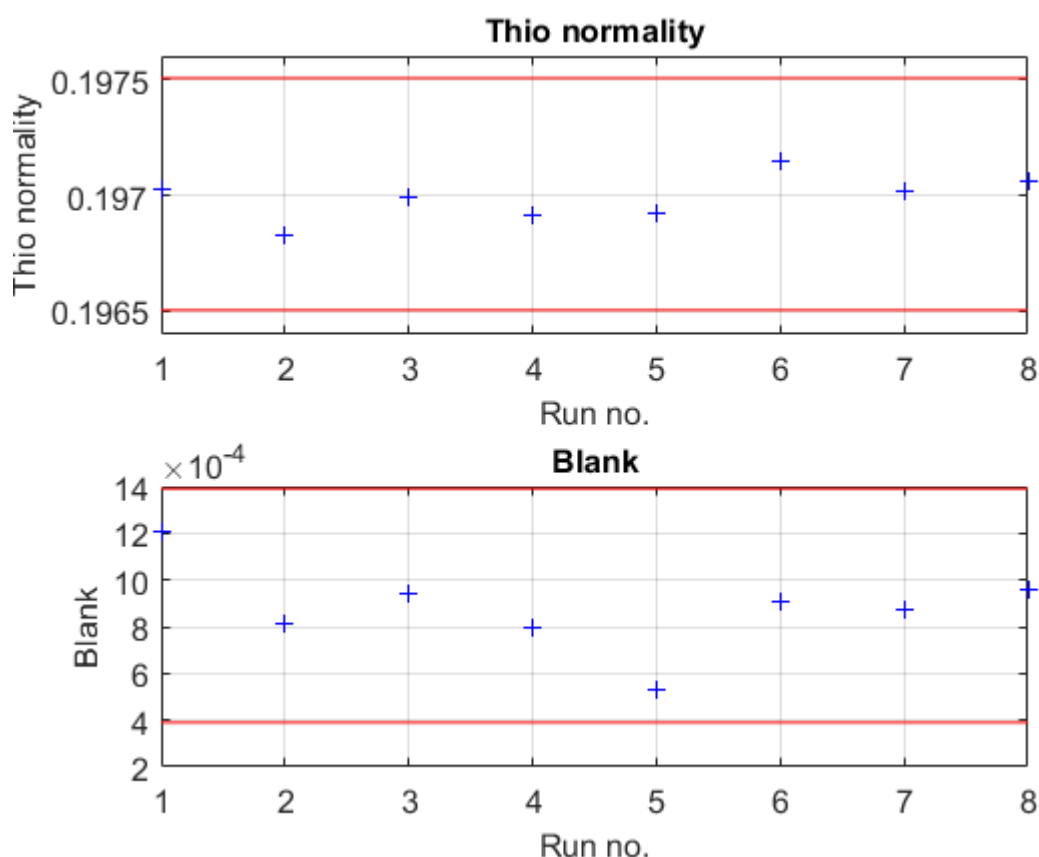 Thio normality
0.1975
0.197
0.1965
Thio normality
1 2 3 4 5 6 7 8
Run no.
×10-4
Blank
14
12
10
8
6
4
2
Blank
1 2 3 4 5 6 7 8
Run no.